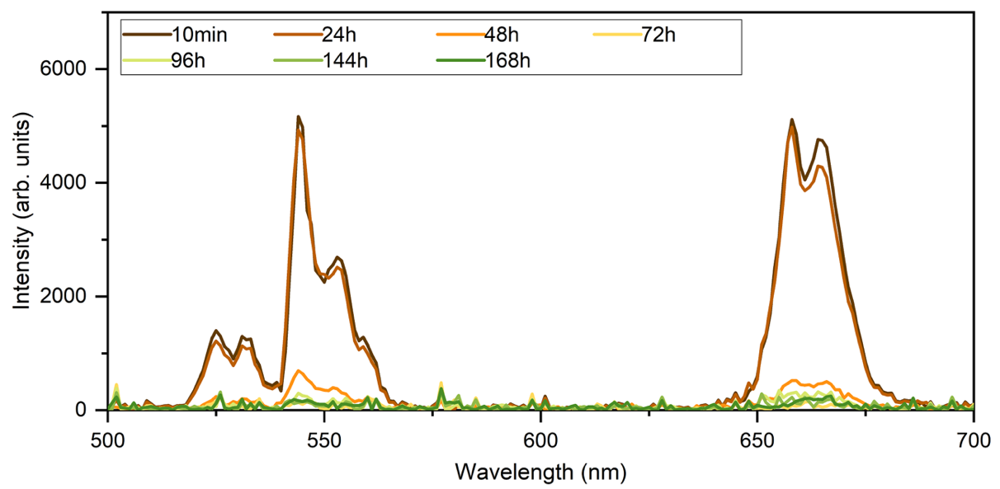 10min 24h 48h 72h
96h 144h 168h
6000
4000
2000
0
500 550 600 650 700
Intensity (arb. units)
Wavelength (nm)